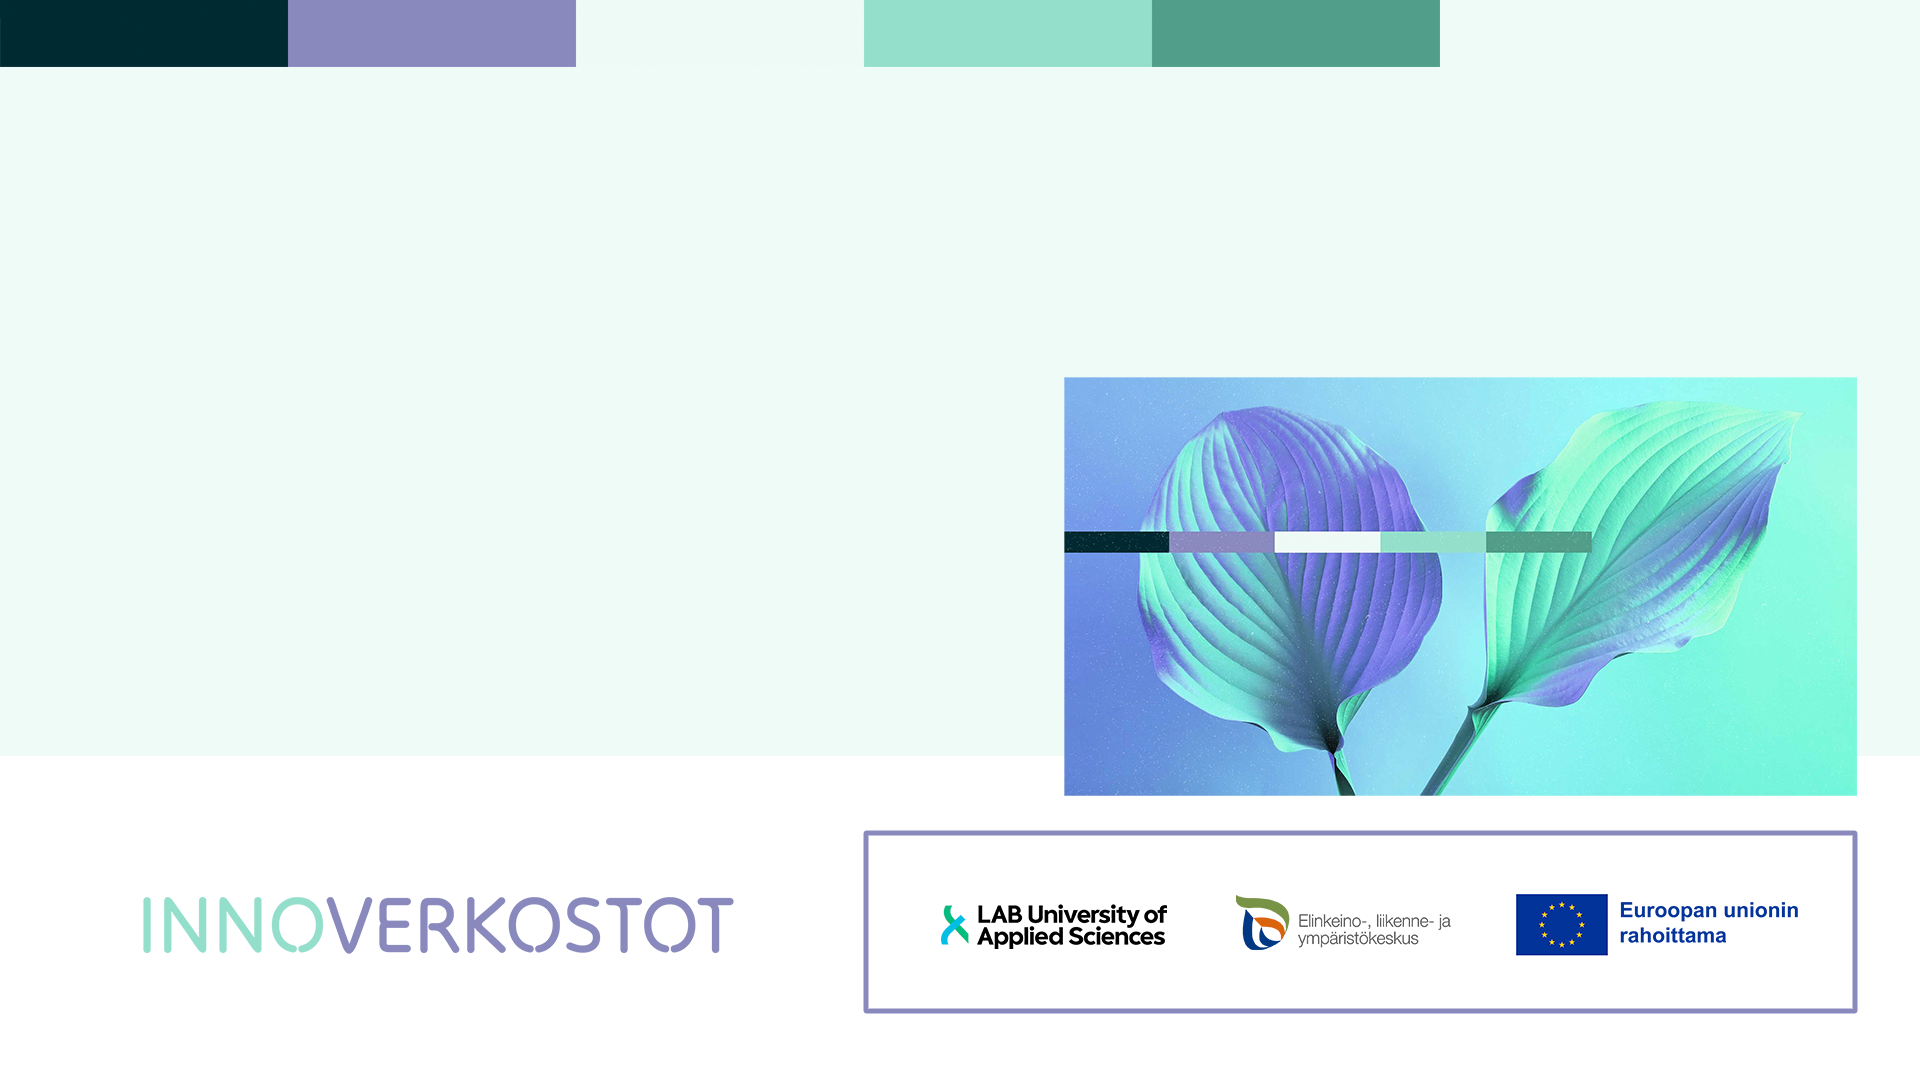 INNOVERKOSTOT
LAB University of
Applied Sciences
Elinkeino-, liikenne- ja
ympäristökeskus
Euroopan unionin
rahoittama